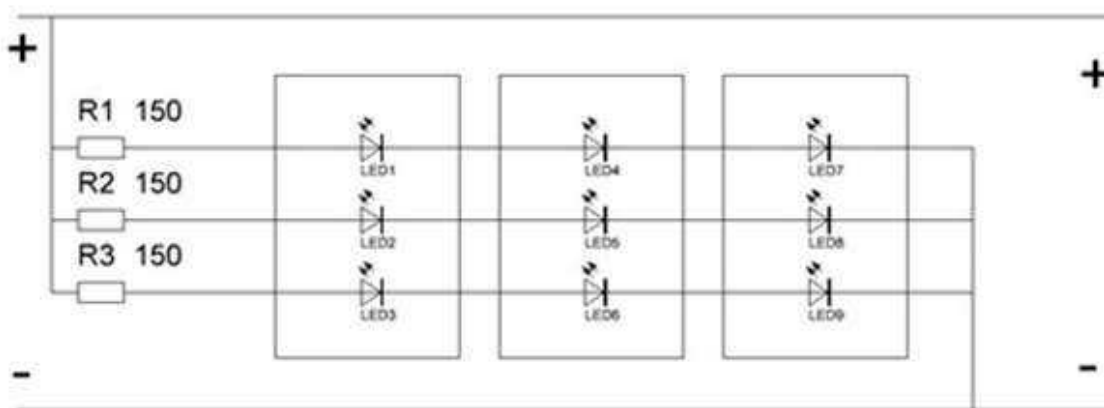 +
+
R1 150
LED1 LED4 LED7
R2 150
LED2 LED5 LED8
R3 150
LED3 LED6 LED9
-
-